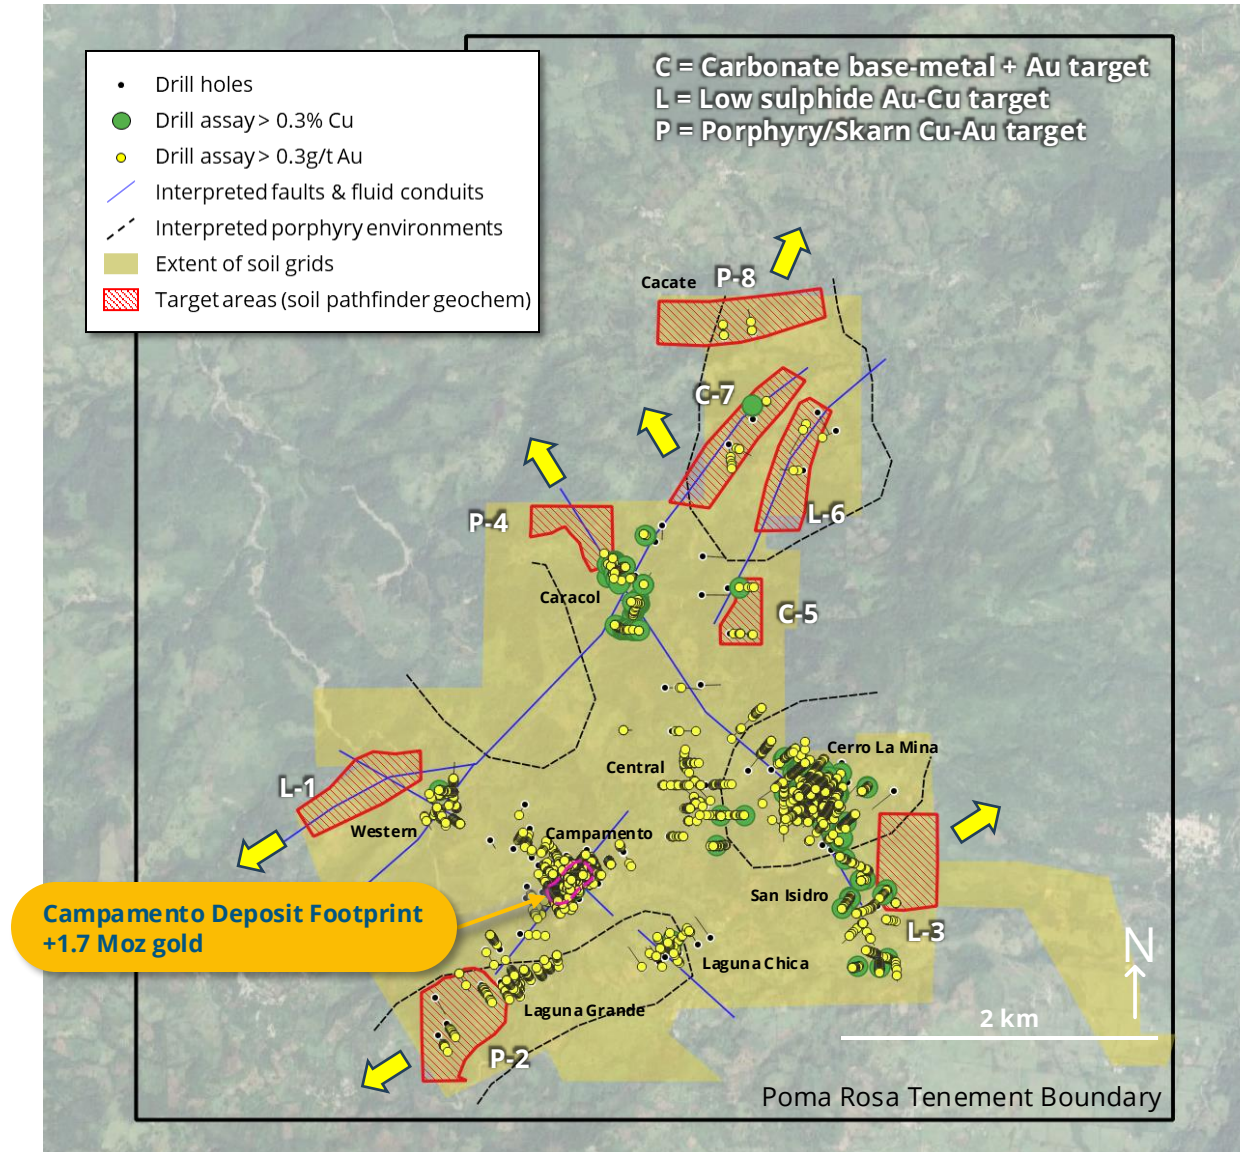 C = Carbonate base-metal + Au target
L = Low sulphide Au-Cu target
P = Porphyry/Skarn Cu-Au target
Drill holes
Drill assay > 0.3% Cu
Drill assay > 0.3g/t Au
Interpreted faults & fluid conduits
Interpreted porphyry environments
Extent of soil grids
Target areas (soil pathfinder geochem)
Cacate
P-8
C-7
L-6
P-4
Caracol
C-5
Cerro La Mina
Central
L-1
Western
Campamento
San Isidro
Campamento Deposit Footprint
+1.7 Moz gold
L-3
N
Laguna Chica
Laguna Grande
2 km
P-2
Poma Rosa Tenement Boundary